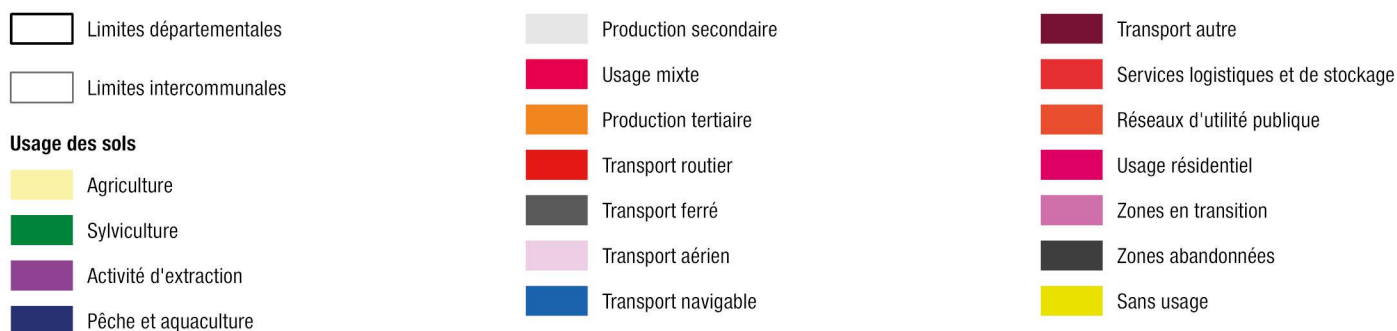 Limites départementales
Limites intercommunales
Usage des sols
Agriculture
Sylviculture
Activité d'extraction
Pêche et aquaculture
Production secondaire
Usage mixte
Production tertiaire
Transport routier
Transport ferré
Transport aérien
Transport navigable
Transport autre
Services logistiques et de stockage
Réseaux d'utilité publique
Usage résidentiel
Zones en transition
Zones abandonnées
Sans usage